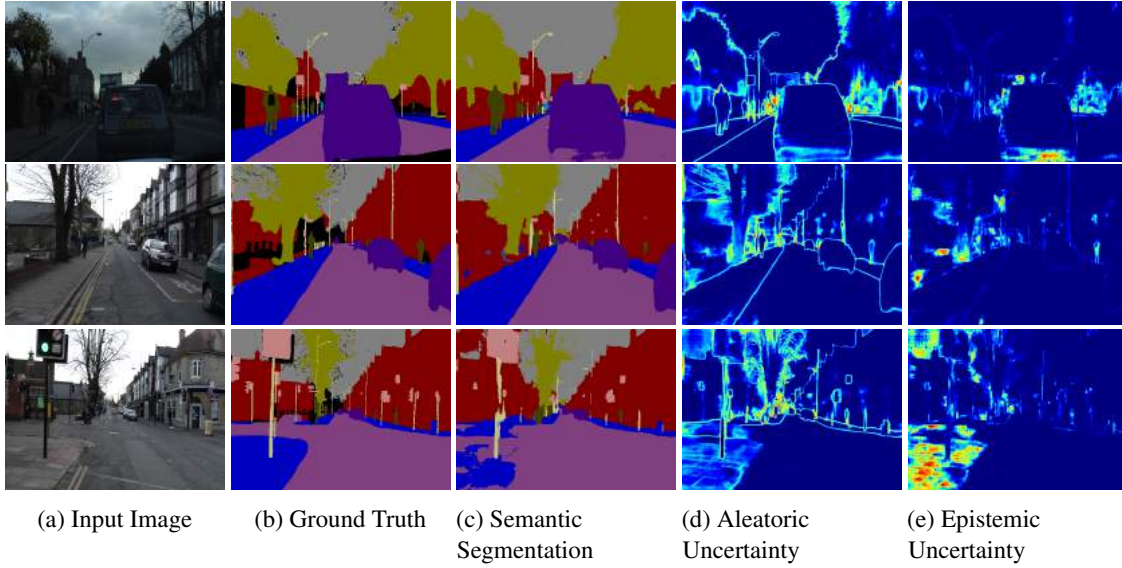 (a) Input Image
(b) Ground Truth
(c) Semantic
Segmentation
(d) Aleatoric
Uncertainty
(e) Epistemic
Uncertainty